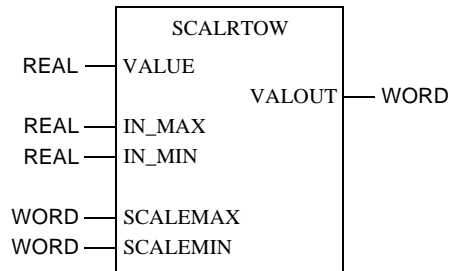 SCALRTOW
REAL VALUE
VALOUT WORD
REAL IN_MAX
REAL IN_MIN
WORD SCALEMAX
WORD SCALEMIN